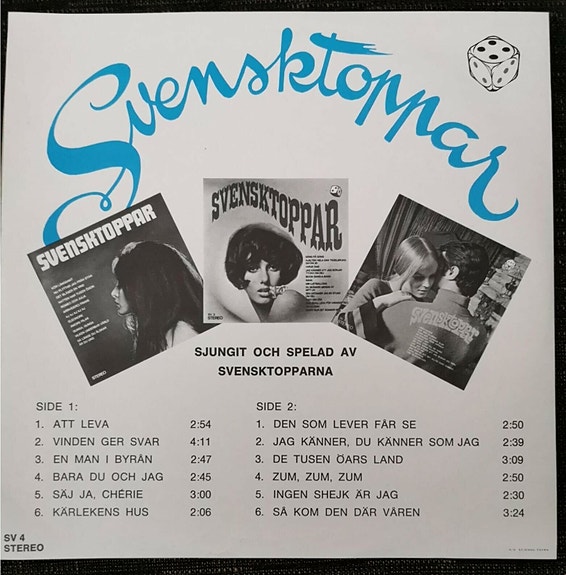 Svensktoppar
SVENSKTOPPAR
STEREO
SVENSKTOPPAR
SV 3
STEREO
SVENSKTOPPAR
SJUNGIT OCH SPELAD AV
SVENSKTOPPARNA
SIDE 1:
1. ATT LEVA 2:54
2. VINDEN GER SVAR 4:11
3. EN MAN I BYRÅN 2:47
4. BARA DU OCH JAG 2:45
5. SÄJ JA, CHÉRIE 3:00
6. KÄRLEKENS HUS 2:06
SIDE 2:
1. DEN SOM LEVER FÅR SE 2:50
2. JAG KÄNNER, DU KÄNNER SOM JAG 2:39
3. DE TUSEN ÖARS LAND 3:09
4. ZUM, ZUM, ZUM 2:50
5. INGEN SHEJK ÄR JAG 2:30
6. SÅ KOM DEN DÄR VÅREN 3:24
SV 4
STEREO